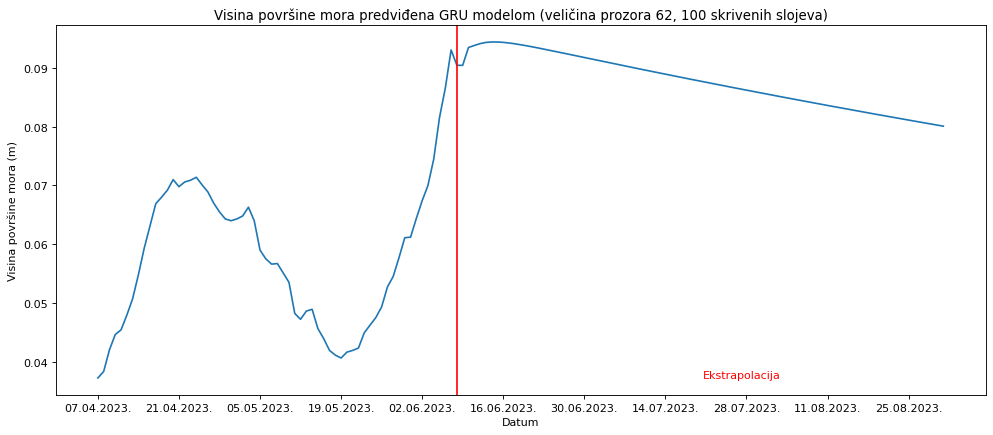 Visina površine mora predviđena GRU modelom (veličina prozora 62, 100 skrivenih slojeva)
Visina površine mora (m)
0.09
0.08
0.07
0.06
0.05
0.04
Ekstrapolacija
07.04.2023. 21.04.2023. 05.05.2023. 19.05.2023. 02.06.2023. 16.06.2023. 30.06.2023. 14.07.2023. 28.07.2023. 11.08.2023. 25.08.2023.
Datum